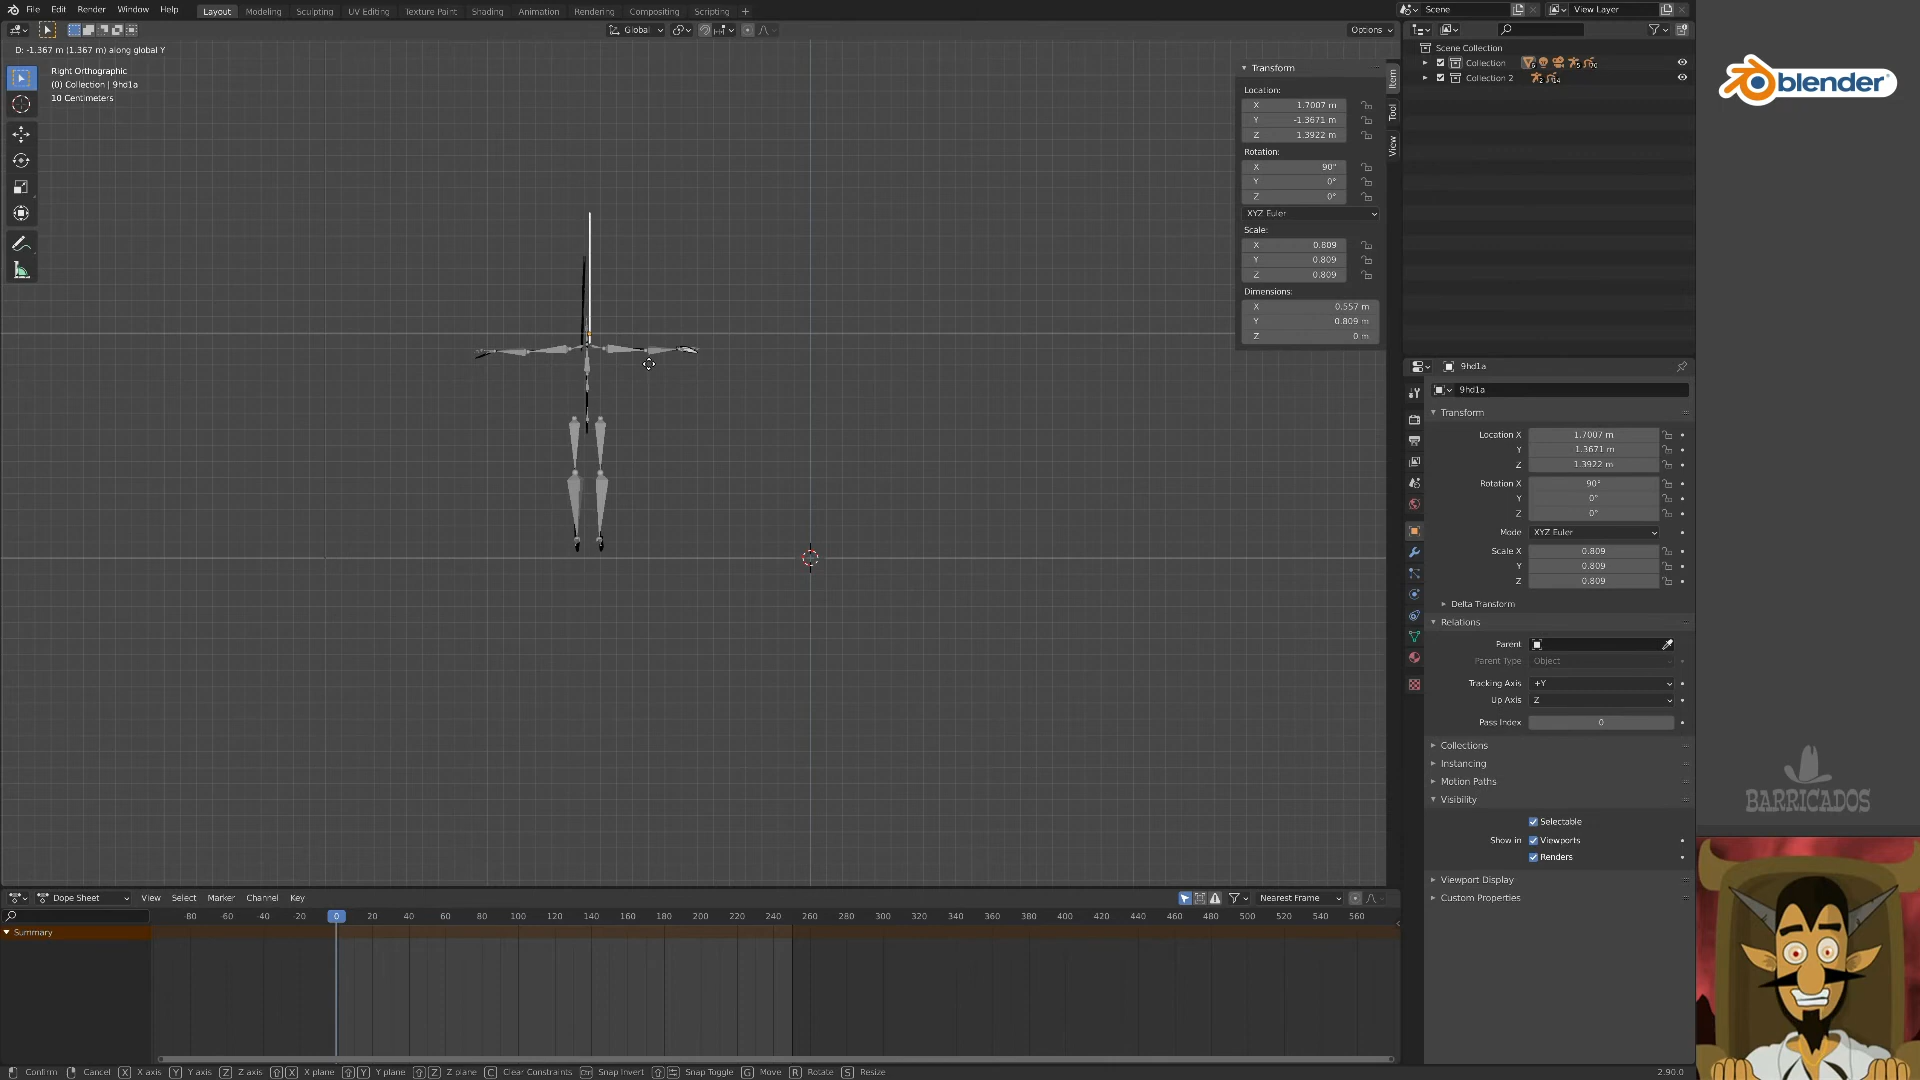 File Edit Render Window Help Layout Modeling Sculpting UV Editing Texture Paint Shading Animation Rendering Compositing Scripting + Scene View Layer
Global Options
D: -1.367 m (1.367 m) along global Y
Right Orthographic
(0) Collection | 9hd1a
10 Centimeters
Transform
Location:
X 1.7007 m
Y -1.3671 m
Z 1.3922 m
Rotation:
X 90°
Y 0°
Z 0°
XYZ Euler
Scale:
X 0.809
Y 0.809
Z 0.809
Dimensions:
X 0.557 m
Y 0.809 m
Z 0 m
Item
Tool
View
Scene Collection
Collection
Collection 2
9hd1a
9hd1a
Transform
Location X 1.7007 m
Y 1.3671 m
Z 1.3922 m
Rotation X 90°
Y 0°
Z 0°
Mode XYZ Euler
Scale X 0.809
Y 0.809
Z 0.809
Delta Transform
Relations
Parent
Parent Type Object
Tracking Axis +Y
Up Axis Z
Pass Index 0
Collections
Instancing
Motion Paths
Visibility
Selectable
Show in Viewports
Renders
Viewport Display
Custom Properties
blender
BARRICADOS
Dope Sheet View Select Marker Channel Key Nearest Frame
-80 -60 -40 -20 0 20 40 60 80 100 120 140 160 180 200 220 240 260 280 300 320 340 360 380 400 420 440 460 480 500 520 540 560
Summary
Confirm Cancel X X axis Y Y axis Z Z axis X X plane Y Y plane Z Z plane C Clear Constraints Ctrl Snap Invert Snap Toggle G Move R Rotate S Resize 2.90.0